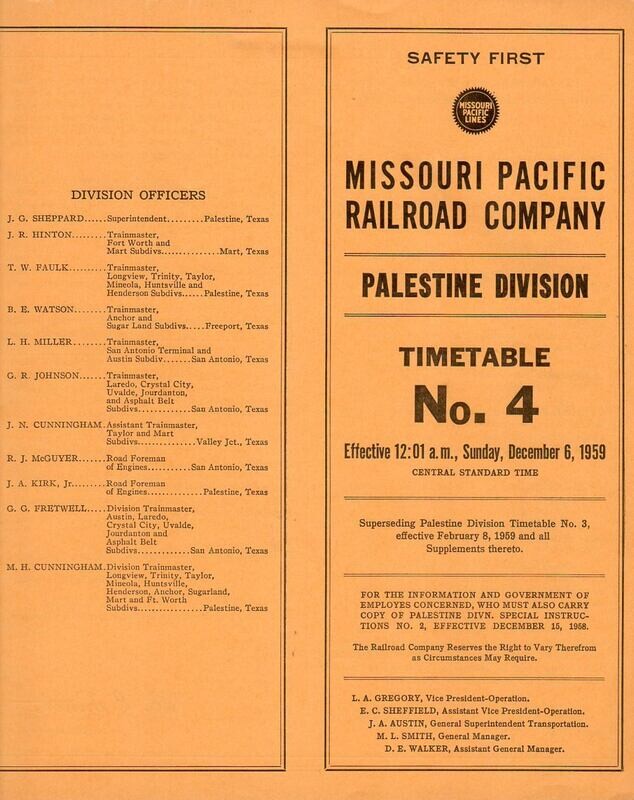 DIVISION OFFICERS
J. G. SHEPPARD......Superintendent.........Palestine, Texas
J. R. HINTON.........Trainmaster,
Fort Worth and
Mart Subdivs..............Mart, Texas
T. W. FAULK..........Trainmaster,
Longview, Trinity, Taylor,
Mineola, Huntsville and
Henderson Subdivs......Palestine, Texas
B. E. WATSON........Trainmaster,
Anchor and
Sugar Land Subdivs.....Freeport, Texas
L. H. MILLER.........Trainmaster,
San Antonio Terminal and
Austin Subdiv.......San Antonio, Texas
G. R. JOHNSON.......Trainmaster,
Laredo, Crystal City,
Uvalde, Jourdanton,
and Asphalt Belt
Subdivs.............San Antonio, Texas
J. N. CUNNINGHAM.Assistant Trainmaster,
Taylor and Mart
Subdivs..............Valley Jct., Texas
R. J. McGUYER.......Road Foreman
of Engines...........San Antonio, Texas
J. A. KIRK, Jr.........Road Foreman
of Engines..............Palestine, Texas
G. G. FRETWELL.....Division Trainmaster,
Austin, Laredo,
Crystal City, Uvalde,
Jourdanton and
Asphalt Belt
Subdivs.............San Antonio, Texas
M. H. CUNNINGHAM.Division Trainmaster,
Longview, Trinity, Taylor,
Mineola, Huntsville,
Henderson, Anchor, Sugarland,
Mart and Ft. Worth
Subdivs................Palestine, Texas
SAFETY FIRST
MISSOURI
PACIFIC
LINES
MISSOURI PACIFIC
RAILROAD COMPANY
PALESTINE DIVISION
TIMETABLE
No. 4
Effective 12:01 a.m., Sunday, December 6, 1959
CENTRAL STANDARD TIME
Superseding Palestine Division Timetable No. 3,
effective February 8, 1959 and all
Supplements thereto.
FOR THE INFORMATION AND GOVERNMENT OF
EMPLOYES CONCERNED, WHO MUST ALSO CARRY
COPY OF PALESTINE DIVN. SPECIAL INSTRUC-
TIONS NO. 2, EFFECTIVE DECEMBER 15, 1958.
The Railroad Company Reserves the Right to Vary Therefrom
as Circumstances May Require.
L. A. GREGORY, Vice President-Operation.
E. C. SHEFFIELD, Assistant Vice President-Operation.
J. A. AUSTIN, General Superintendent Transportation.
M. L. SMITH, General Manager.
D. E. WALKER, Assistant General Manager.